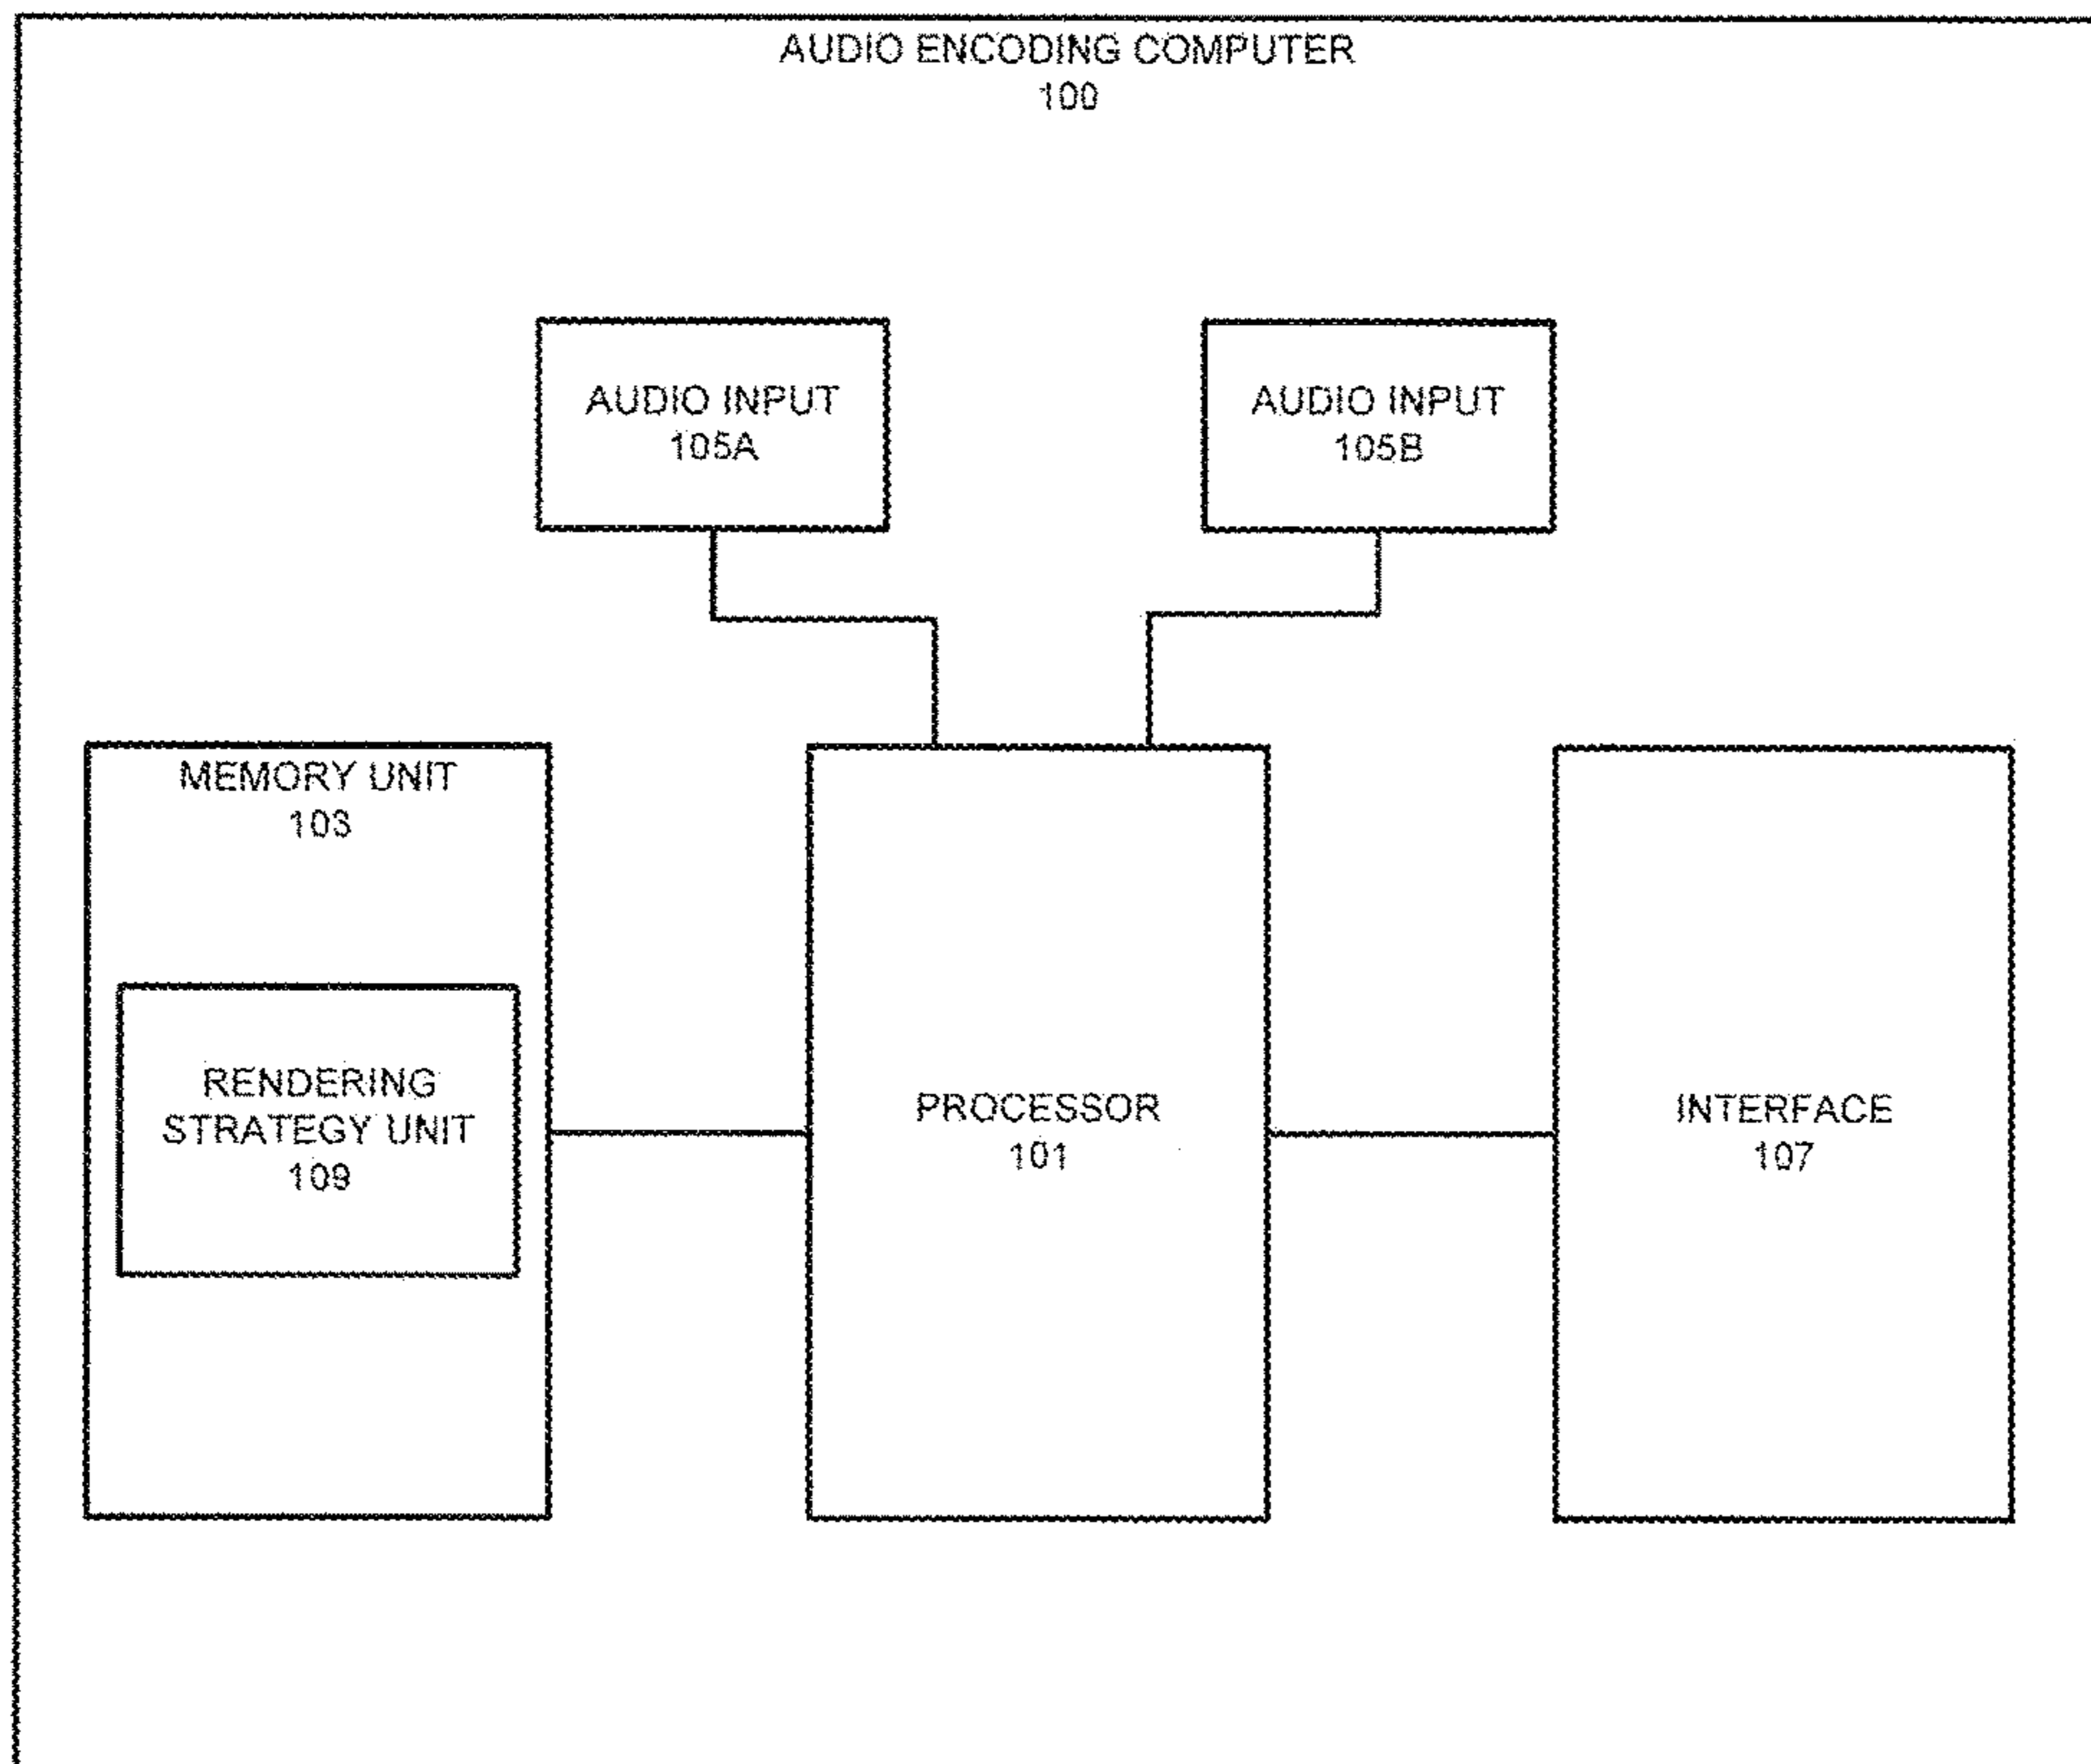 AUDIO ENCODING COMPUTER
100
AUDIO INPUT
105A
AUDIO INPUT
105B
MEMORY UNIT
103
RENDERING
STRATEGY UNIT
109
PROCESSOR
101
INTERFACE
107